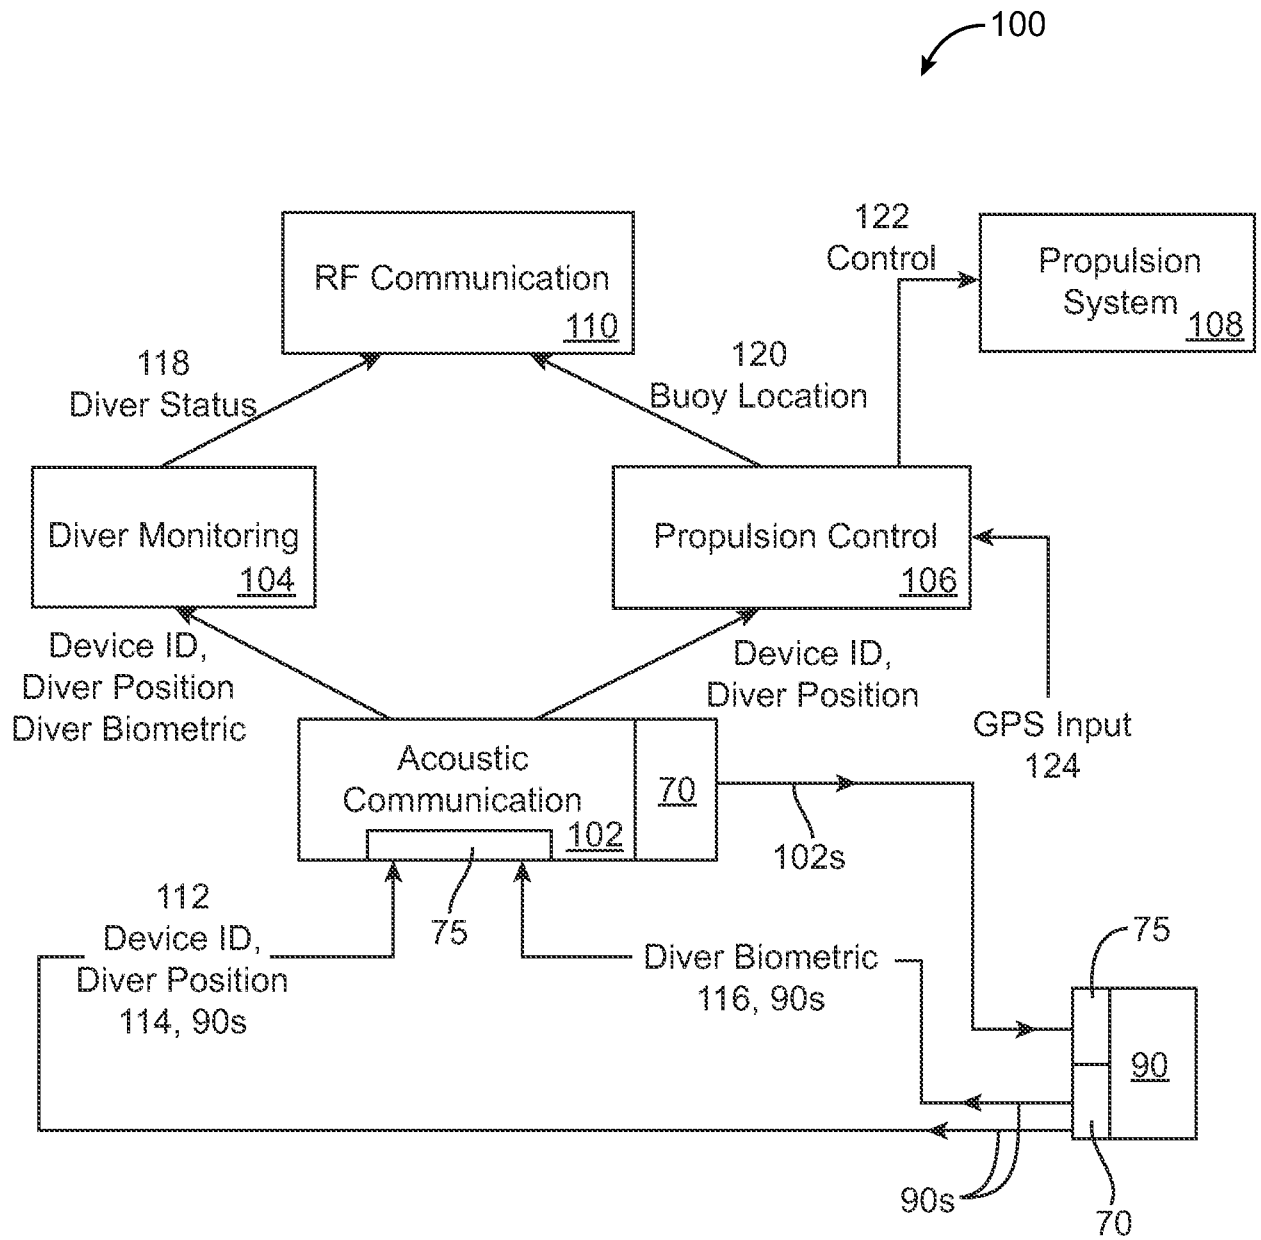 100
122
Control
Propulsion
System
108
RF Communication
110
118
Diver Status
120
Buoy Location
Diver Monitoring
104
Propulsion Control
106
Device ID,
Diver Position
Diver Biometric
Device ID,
Diver Position
GPS Input
124
Acoustic
Communication
102
70
75
102s
112
Device ID,
Diver Position
114, 90s
Diver Biometric
116, 90s
75
90
90s
70